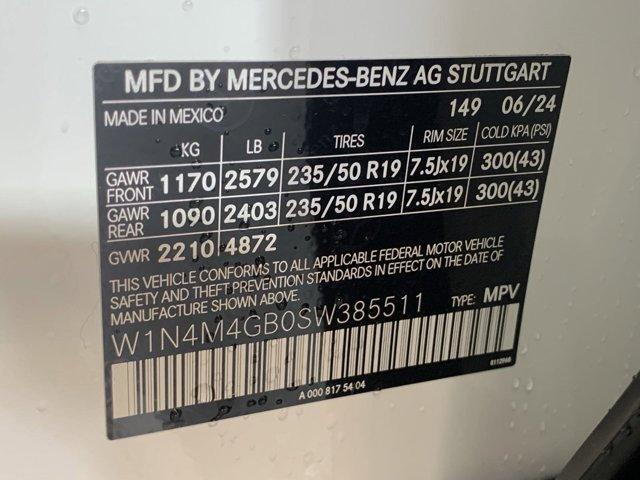 MFD BY MERCEDES-BENZ AG STUTTGART
MADE IN MEXICO 149 06/24
KG LB TIRES RIM SIZE COLD KPA(PSI)
GAWR FRONT 1170 2579 235/50 R19 7.5Jx19 300(43)
GAWR REAR 1090 2403 235/50 R19 7.5Jx19 300(43)
GVWR 2210 4872
THIS VEHICLE CONFORMS TO ALL APPLICABLE FEDERAL MOTOR VEHICLE
SAFETY AND THEFT PREVENTION STANDARDS IN EFFECT ON THE DATE OF
MANUFACTURE SHOWN ABOVE.
W1N4M4GB0SW385511 TYPE: MPV
A 000 817 54 04